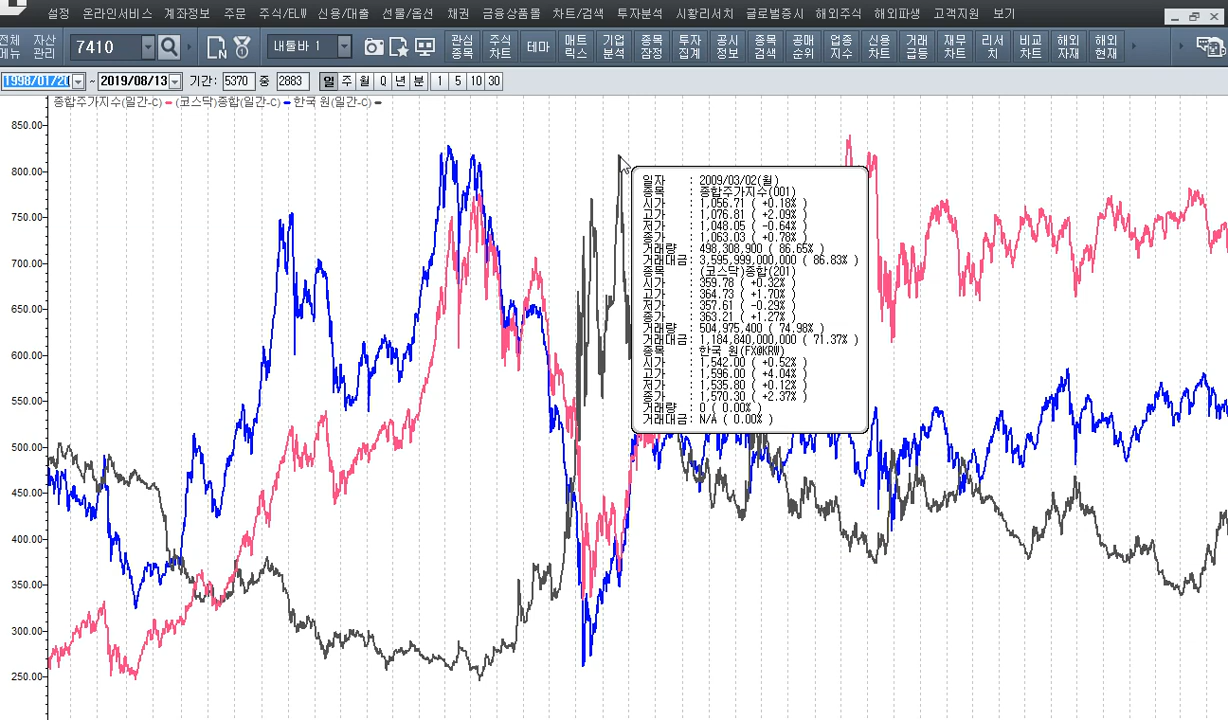 설정 온라인서비스 계좌정보 주문 주식/ELW 신용/대출 선물/옵션 채권 금융상품몰 차트/검색 투자분석 시황리서치 글로벌증시 해외주식 해외파생 고객지원 보기
전체메뉴 자산관리 7410 내툴바 1 관심종목 주식차트 테마 매트릭스 기업분석 종목잠정 투자집계 공시정보 종목검색 공매순위 업종지수 신용차트 거래급등 재무차트 리서치 비교차트 해외자재 해외현재
1998/01/20 ~ 2019/08/13 기간: 5370 중 2883 일 주 월 Q 년 분 1 5 10 30
종합주가지수(일간-C) (코스닥)종합(일간-C) 한국 원(일간-C)
850.00
800.00
750.00
700.00
650.00
600.00
550.00
500.00
450.00
400.00
350.00
300.00
250.00
일자 : 2009/03/02(월)
종목 : 종합주가지수(001)
시가 : 1,056.71 ( +0.18% )
고가 : 1,076.81 ( +2.09% )
저가 : 1,048.05 ( -0.64% )
종가 : 1,063.03 ( +0.78% )
거래량 : 498,308,900 ( 86.65% )
거래대금: 3,595,999,000,000 ( 86.83% )
종목 : (코스닥)종합(201)
시가 : 359.78 ( +0.32% )
고가 : 364.73 ( +1.70% )
저가 : 357.61 ( -0.29% )
종가 : 363.21 ( +1.27% )
거래량 : 504,975,400 ( 74.98% )
거래대금: 1,184,840,000,000 ( 71.37% )
종목 : 한국 원(FX@KRW)
시가 : 1,542.00 ( +0.52% )
고가 : 1,596.00 ( +4.04% )
저가 : 1,535.80 ( +0.12% )
종가 : 1,570.30 ( +2.37% )
거래량 : 0 ( 0.00% )
거래대금: N/A ( 0.00% )